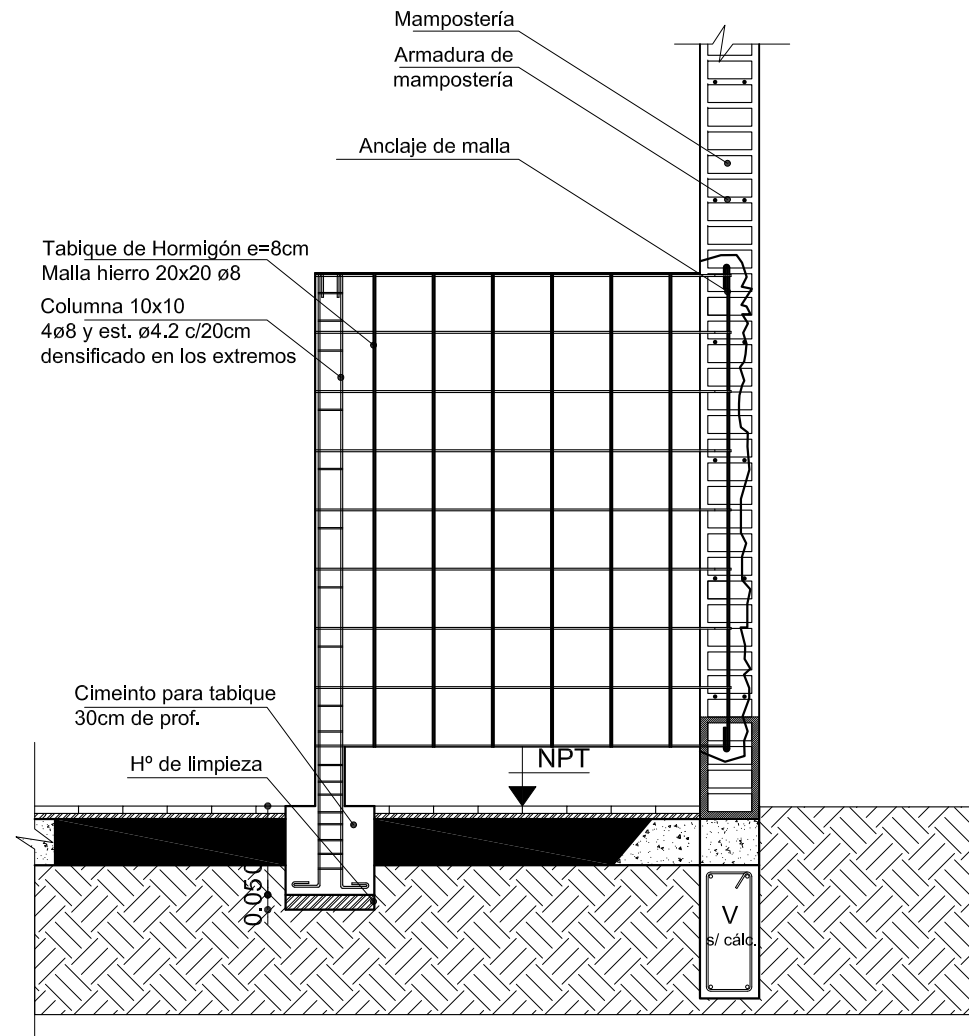 Mampostería
Armadura de
mampostería
Anclaje de malla
Tabique de Hormigón e=8cm
Malla hierro 20x20 ø8
Columna 10x10
4ø8 y est. ø4.2 c/20cm
densificado en los extremos
Cimeinto para tabique
30cm de prof.
Hº de limpieza
NPT
0.050
V
s/ cálc.